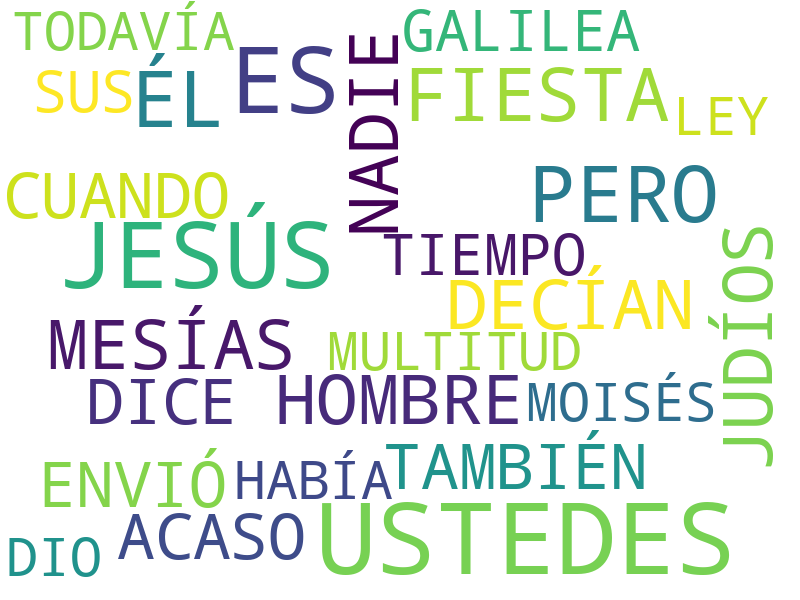 TODAVÍA
GALILEA
SUS
ÉL
ES
NADIE
FIESTA
LEY
CUANDO
PERO
JESÚS
TIEMPO
JUDÍOS
DECÍAN
MESÍAS
MULTITUD
DICE
HOMBRE
MOISÉS
ENVIÓ
HABÍA
TAMBIÉN
DIO
ACASO
USTEDES